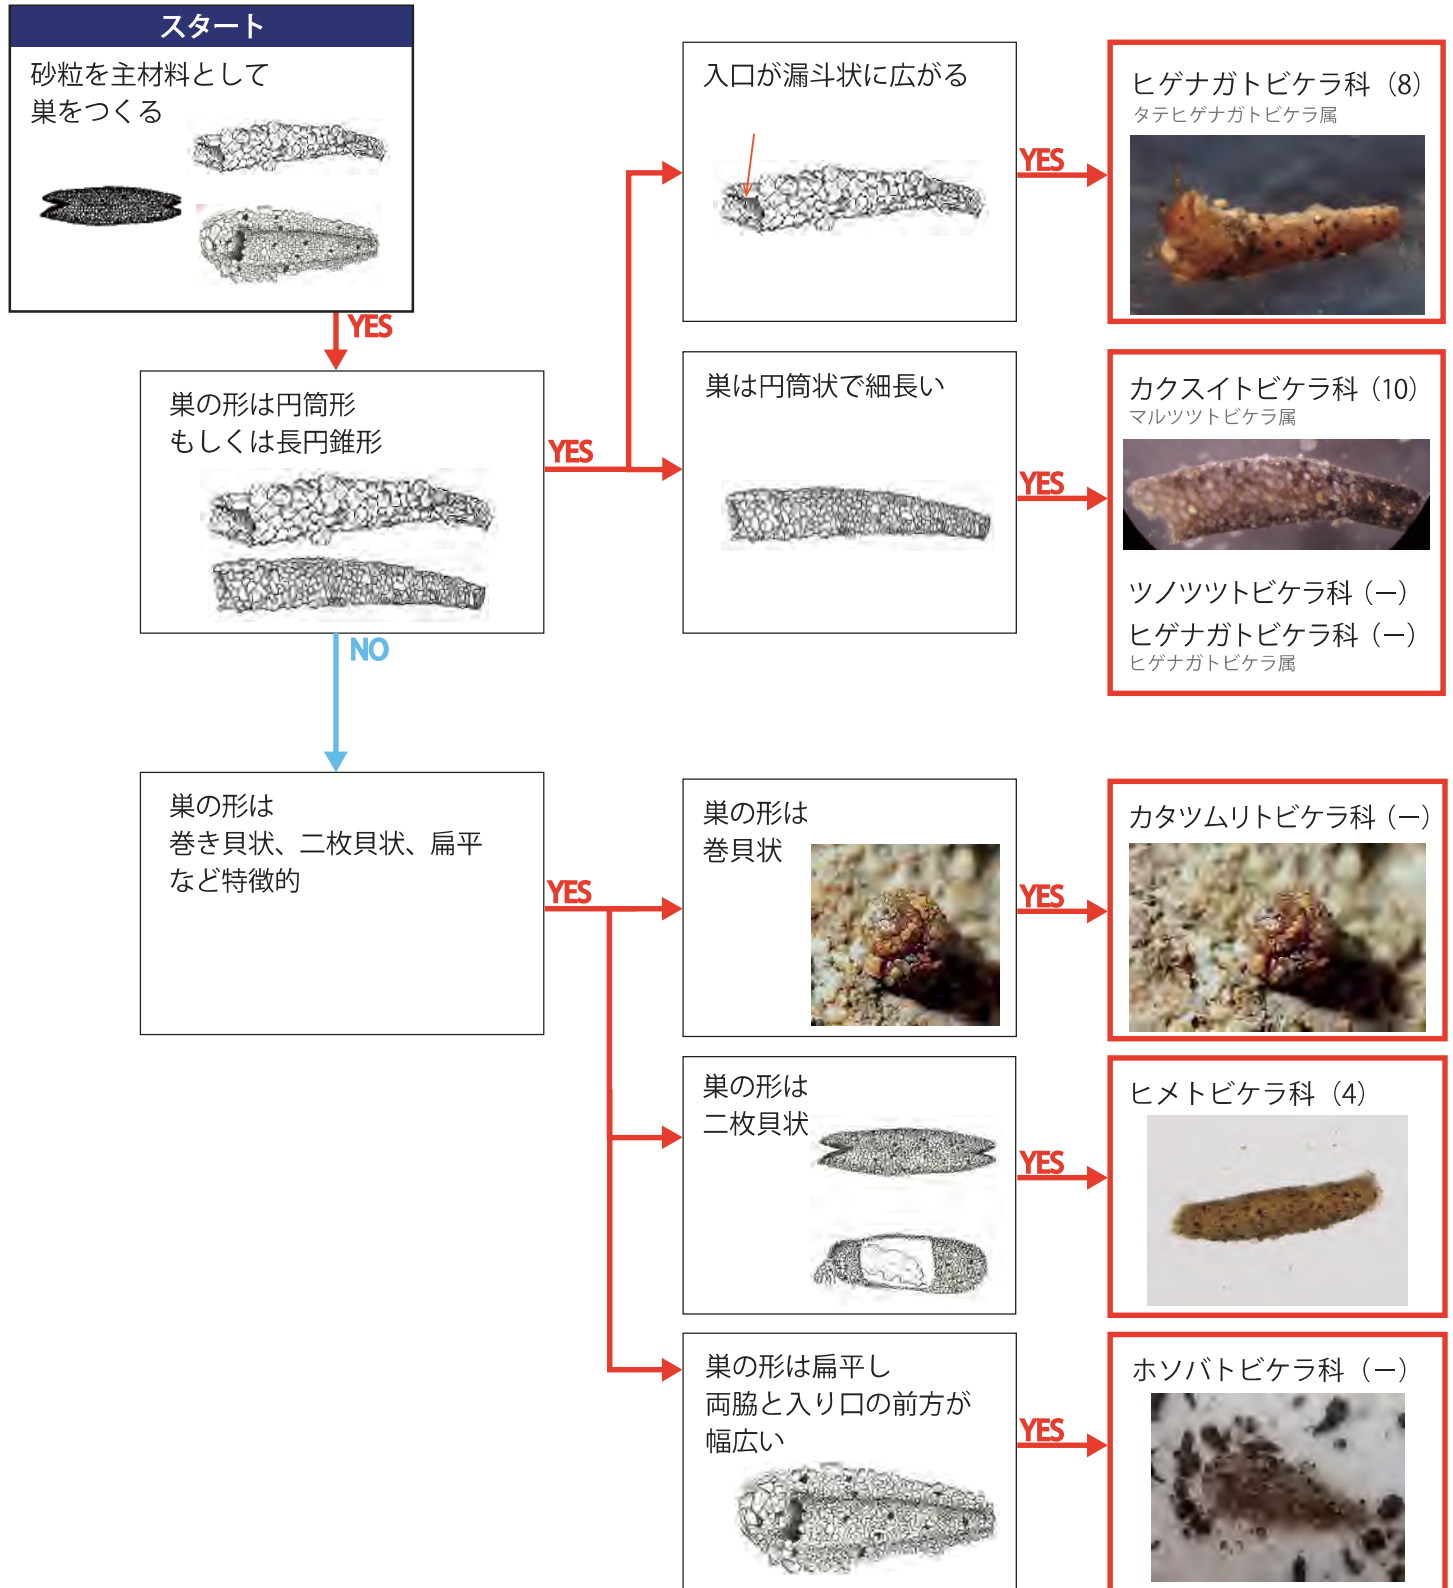 スタート
砂粒を主材料として
巣をつくる
YES
巣の形は円筒形
もしくは長円錐形
YES
入口が漏斗状に広がる
YES
ヒゲナガトビケラ科（8）
タテヒゲナガトビケラ属
巣は円筒状で細長い
YES
カクスイトビケラ科（10）
マルツツトビケラ属
ツノツツトビケラ科（－）
ヒゲナガトビケラ科（－）
ヒゲナガトビケラ属
NO
巣の形は
巻き貝状、二枚貝状、扁平
など特徴的
YES
巣の形は
巻貝状
YES
カタツムリトビケラ科（－）
巣の形は
二枚貝状
YES
ヒメトビケラ科（4）
巣の形は扁平し
両脇と入り口の前方が
幅広い
YES
ホソバトビケラ科（－）